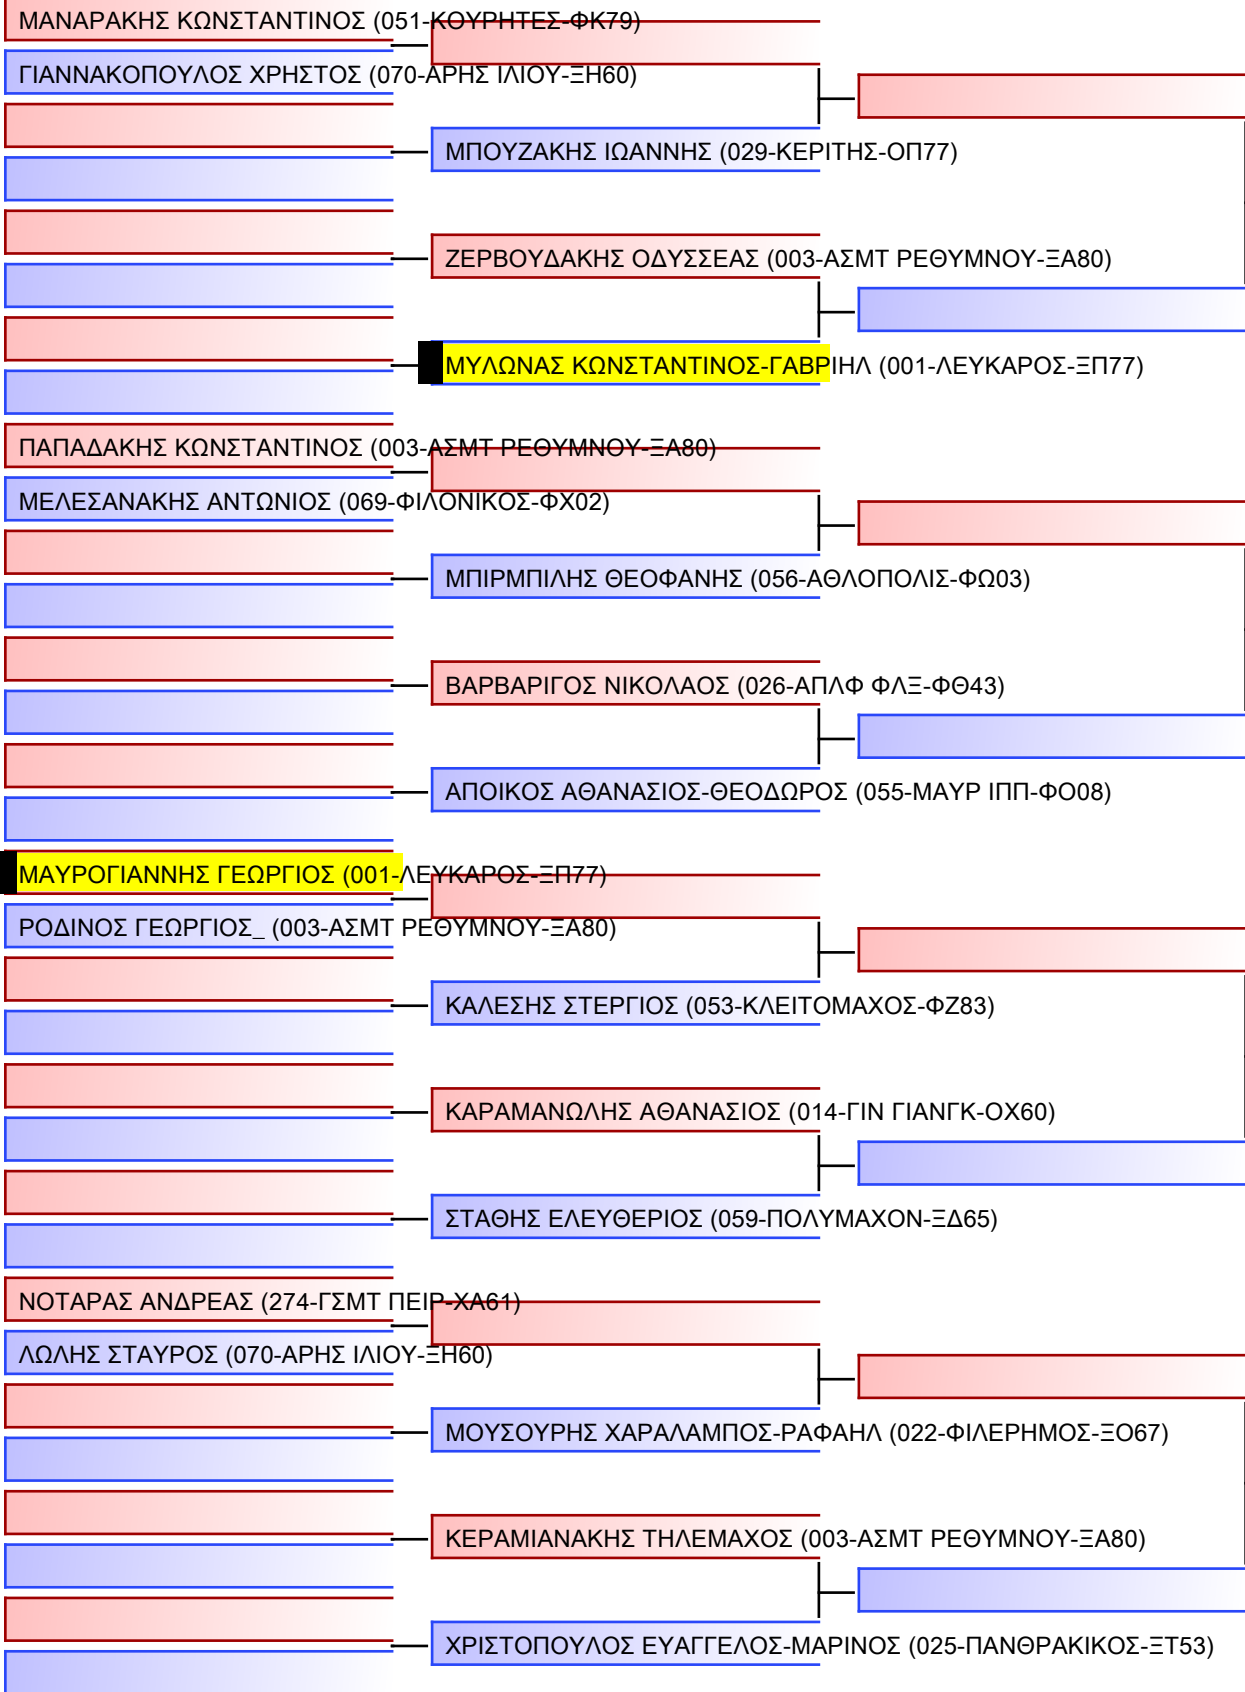 ΜΑΝΑΡΑΚΗΣ ΚΩΝΣΤΑΝΤΙΝΟΣ (051-ΚΟΥΡΗΤΕΣ-ΦΚ79)
ΓΙΑΝΝΑΚΟΠΟΥΛΟΣ ΧΡΗΣΤΟΣ (070-ΑΡΗΣ ΙΛΙΟΥ-ΞΗ60)
ΜΠΟΥΖΑΚΗΣ ΙΩΑΝΝΗΣ (029-ΚΕΡΙΤΗΣ-ΟΠ77)
ΖΕΡΒΟΥΔΑΚΗΣ ΟΔΥΣΣΕΑΣ (003-ΑΣΜΤ ΡΕΘΥΜΝΟΥ-ΞΑ80)
ΜΥΛΩΝΑΣ ΚΩΝΣΤΑΝΤΙΝΟΣ-ΓΑΒΡΙΗΛ (001-ΛΕΥΚΑΡΟΣ-ΞΠ77)
ΠΑΠΑΔΑΚΗΣ ΚΩΝΣΤΑΝΤΙΝΟΣ (003-ΑΣΜΤ ΡΕΘΥΜΝΟΥ-ΞΑ80)
ΜΕΛΕΣΑΝΑΚΗΣ ΑΝΤΩΝΙΟΣ (069-ΦΙΛΟΝΙΚΟΣ-ΦΧ02)
ΜΠΙΡΜΠΙΛΗΣ ΘΕΟΦΑΝΗΣ (056-ΑΘΛΟΠΟΛΙΣ-ΦΩ03)
ΒΑΡΒΑΡΙΓΟΣ ΝΙΚΟΛΑΟΣ (026-ΑΠΛΦ ΦΛΞ-ΦΘ43)
ΑΠΟΙΚΟΣ ΑΘΑΝΑΣΙΟΣ-ΘΕΟΔΩΡΟΣ (055-ΜΑΥΡ ΙΠΠ-ΦΟ08)
ΜΑΥΡΟΓΙΑΝΝΗΣ ΓΕΩΡΓΙΟΣ (001-ΛΕΥΚΑΡΟΣ-ΞΠ77)
ΡΟΔΙΝΟΣ ΓΕΩΡΓΙΟΣ_ (003-ΑΣΜΤ ΡΕΘΥΜΝΟΥ-ΞΑ80)
ΚΑΛΕΣΗΣ ΣΤΕΡΓΙΟΣ (053-ΚΛΕΙΤΟΜΑΧΟΣ-ΦΖ83)
ΚΑΡΑΜΑΝΩΛΗΣ ΑΘΑΝΑΣΙΟΣ (014-ΓΙΝ ΓΙΑΝΓΚ-ΟΧ60)
ΣΤΑΘΗΣ ΕΛΕΥΘΕΡΙΟΣ (059-ΠΟΛΥΜΑΧΟΝ-ΞΔ65)
ΝΟΤΑΡΑΣ ΑΝΔΡΕΑΣ (274-ΓΣΜΤ ΠΕΙΡ-ΧΑ61)
ΛΩΛΗΣ ΣΤΑΥΡΟΣ (070-ΑΡΗΣ ΙΛΙΟΥ-ΞΗ60)
ΜΟΥΣΟΥΡΗΣ ΧΑΡΑΛΑΜΠΟΣ-ΡΑΦΑΗΛ (022-ΦΙΛΕΡΗΜΟΣ-ΞΟ67)
ΚΕΡΑΜΙΑΝΑΚΗΣ ΤΗΛΕΜΑΧΟΣ (003-ΑΣΜΤ ΡΕΘΥΜΝΟΥ-ΞΑ80)
ΧΡΙΣΤΟΠΟΥΛΟΣ ΕΥΑΓΓΕΛΟΣ-ΜΑΡΙΝΟΣ (025-ΠΑΝΘΡΑΚΙΚΟΣ-ΞΤ53)